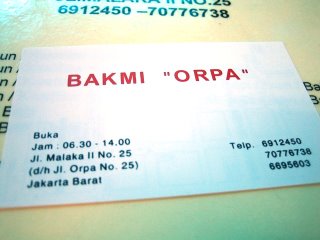 6912450 –70776738
BAKMI "ORPA"
Buka
Jam : 06.30 - 14.00
Jl. Malaka II No. 25
(d/h Jl. Orpa No. 25)
Jakarta Barat
Telp. 6912450
70776738
6695603